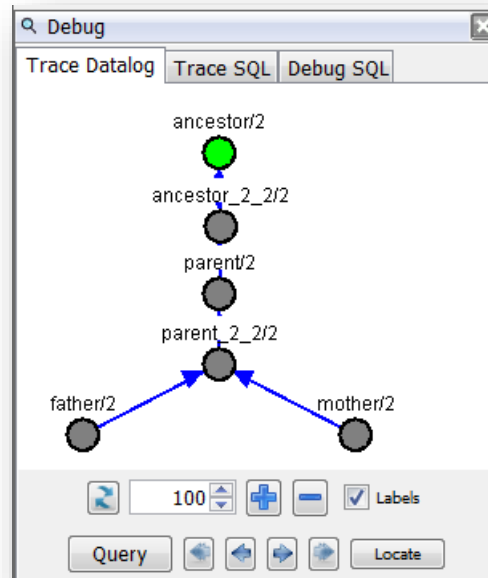 Debug
Trace Datalog Trace SQL Debug SQL
ancestor/2
ancestor_2_2/2
parent/2
parent_2_2/2
father/2 mother/2
100 Labels
Query Locate